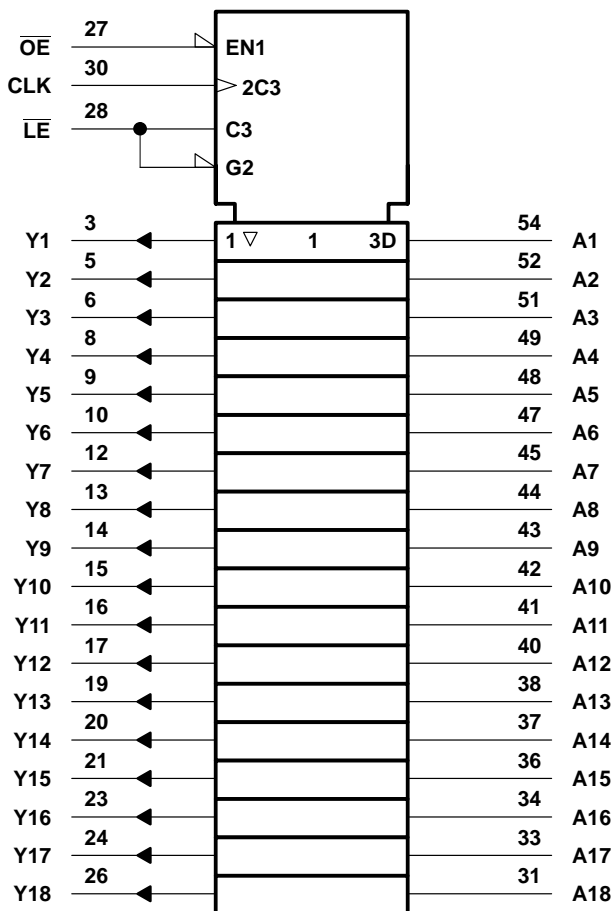 OE 27 EN1
CLK 30 2C3
LE 28 C3
G2
Y1 3 1 ▽ 1 3D 54 A1
Y2 5 52 A2
Y3 6 51 A3
Y4 8 49 A4
Y5 9 48 A5
Y6 10 47 A6
Y7 12 45 A7
Y8 13 44 A8
Y9 14 43 A9
Y10 15 42 A10
Y11 16 41 A11
Y12 17 40 A12
Y13 19 38 A13
Y14 20 37 A14
Y15 21 36 A15
Y16 23 34 A16
Y17 24 33 A17
Y18 26 31 A18